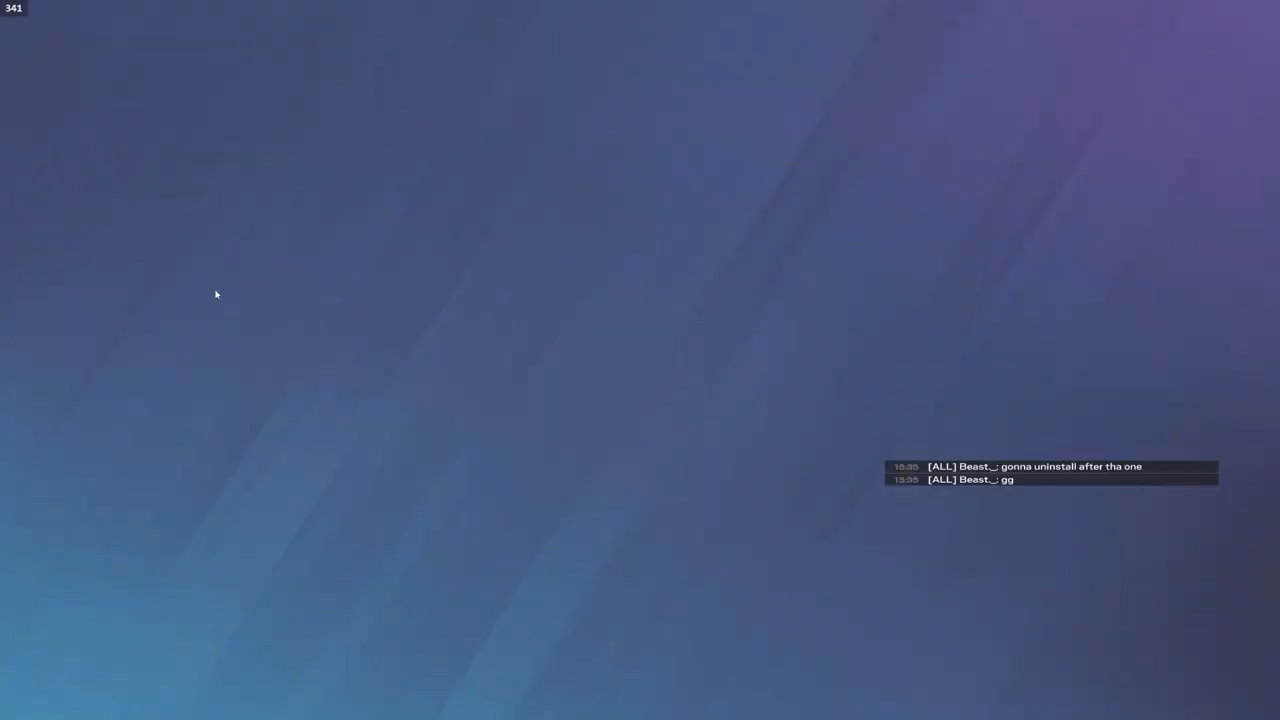 341
15:35 [ALL] Beast._: gonna uninstall after tha one
15:35 [ALL] Beast._: gg